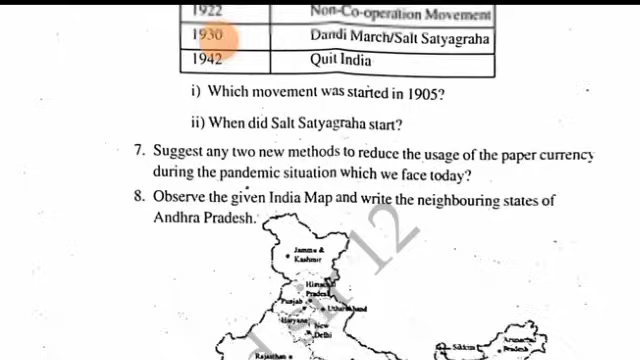 1922 Non-Co-operation Movement
1930 Dandi March/Salt Satyagraha
1942 Quit India
i) Which movement was started in 1905?
ii) When did Salt Satyagraha start?
7. Suggest any two new methods to reduce the usage of the paper currency
during the pandemic situation which we face today?
8. Observe the given India Map and write the neighbouring states of
Andhra Pradesh.
Jammu &
Kashmir
Himachal
Pradesh
Punjab
Utharakhand
Haryana
New
Delhi
Rajasthan
Sikkim
Arunachal
Pradesh
sir 12